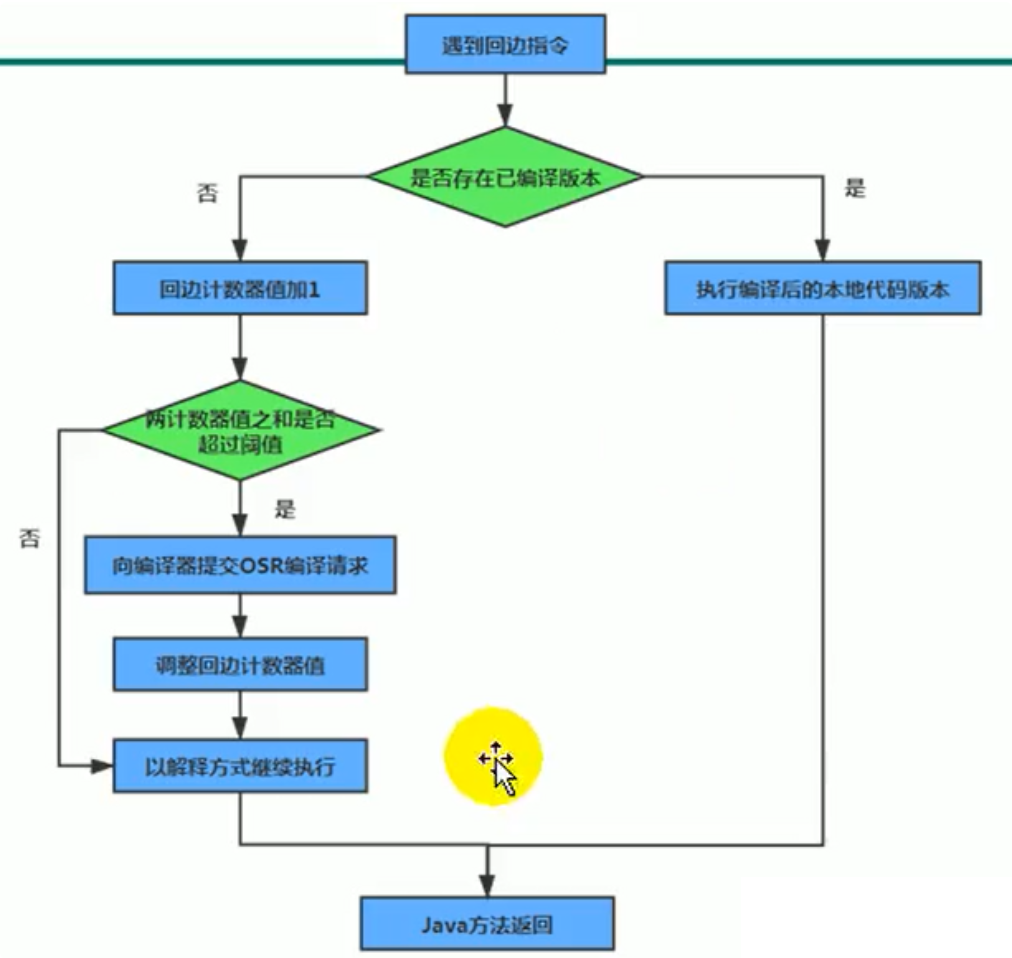 遇到回边指令
是否存在已编译版本
否
是
回边计数器值加1
执行编译后的本地代码版本
两计数器值之和是否
超过阈值
是
否
向编译器提交OSR编译请求
调整回边计数器值
以解释方式继续执行
Java方法返回